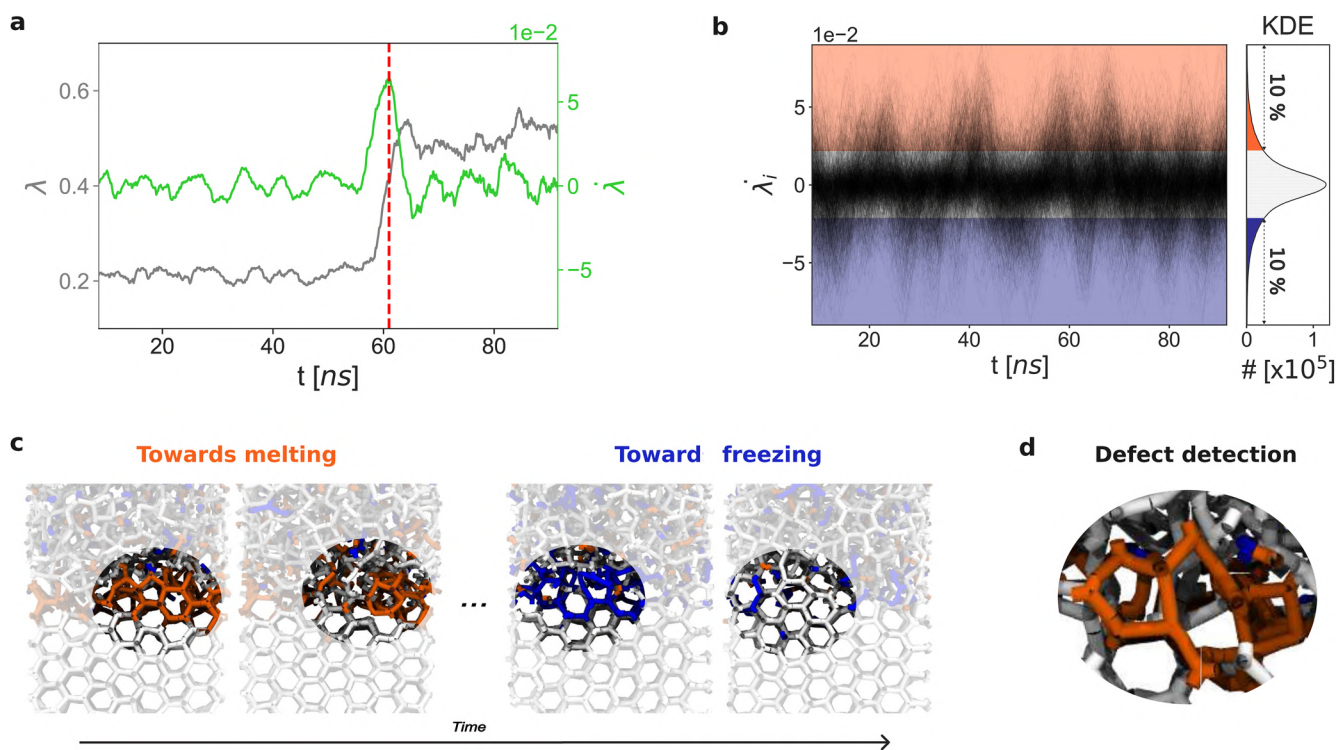 a
1e−2
0.6
0.4
0.2
λ
5
0
−5
λ̇
20
40
60
80
t [ns]
b
1e−2
KDE
5
0
−5
λ̇ᵢ
10 %
10 %
20
40
60
80
t [ns]
0
1
# [x10⁵]
c
Towards melting
Toward freezing
...
Time
d
Defect detection